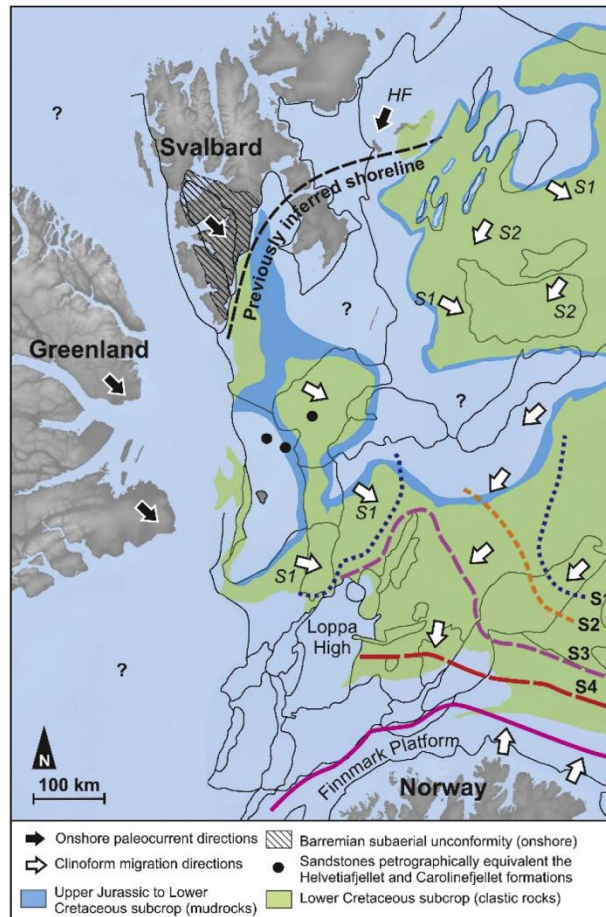 ?
HF
Svalbard
Previously inferred shoreline
S1
S2
S1
S2
?
Greenland
?
S1
S1
S1
S2
Loppa
High
S3
?
S4
N
100 km
Finnmark Platform
Norway
Onshore paleocurrent directions
Clinoform migration directions
Upper Jurassic to Lower
Cretaceous subcrop (mudrocks)
Barremian subaerial unconformity (onshore)
Sandstones petrographically equivalent the
Helvetiafjellet and Carolinefjellet formations
Lower Cretaceous subcrop (clastic rocks)